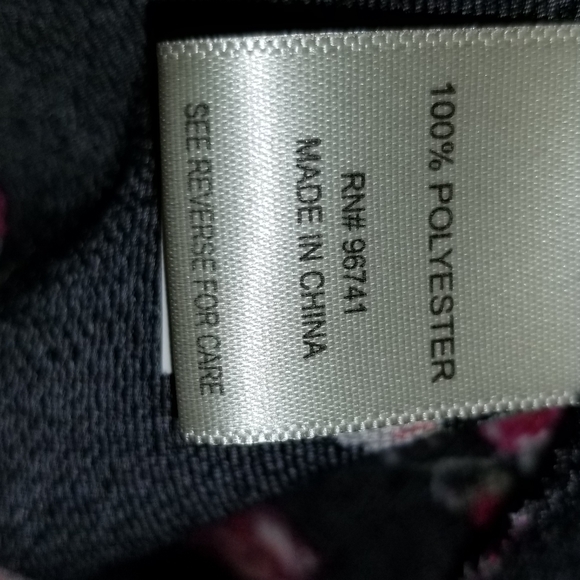 100% POLYESTER
RN# 96741
MADE IN CHINA
SEE REVERSE FOR CARE